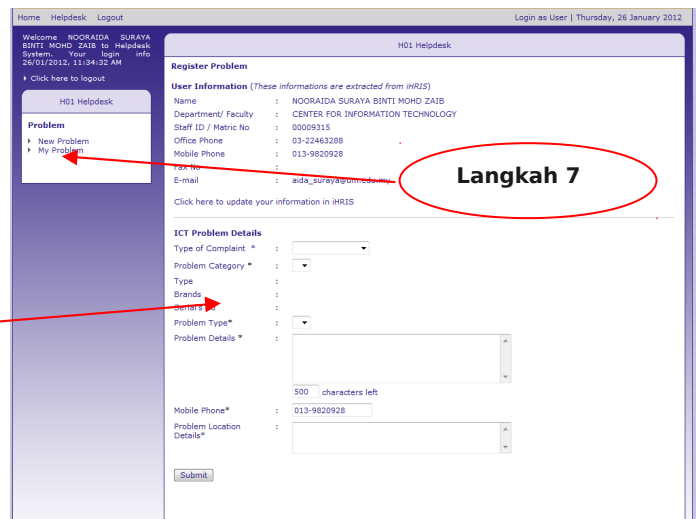 Home Helpdesk Logout
Login as User | Thursday, 26 January 2012
Welcome NOORAIDA SURAYA
BINTI MOHD ZAIB to Helpdesk
System. Your login info
26/01/2012, 11:34:32 AM
Click here to logout
H01 Helpdesk
Problem
New Problem
My Problem
H01 Helpdesk
Register Problem
User Information (These informations are extracted from iHRIS)
Name : NOORAIDA SURAYA BINTI MOHD ZAIB
Department/ Faculty : CENTER FOR INFORMATION TECHNOLOGY
Staff ID / Matric No : 00009315
Office Phone : 03-22463288
Mobile Phone : 013-9820928
Fax No :
E-mail : aida_suraya@um.edu.my
Langkah 7
Click here to update your information in iHRIS
ICT Problem Details
Type of Complaint * :
Problem Category * :
Type :
Brands :
Serial's No :
Problem Type* :
Problem Details * :
500 characters left
Mobile Phone* : 013-9820928
Problem Location :
Details*
Submit